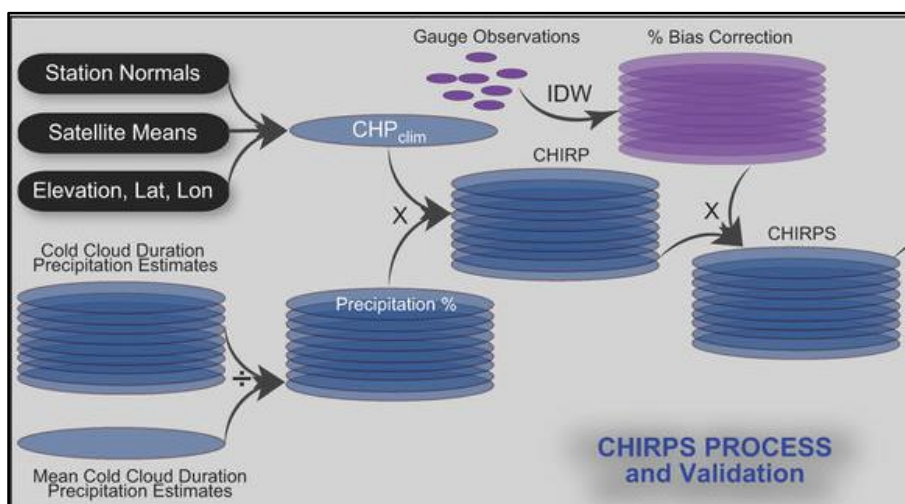 Gauge Observations
% Bias Correction
Station Normals
IDW
Satellite Means
CHPclim
CHIRP
Elevation, Lat, Lon
X
X
Cold Cloud Duration
Precipitation Estimates
CHIRPS
Precipitation %
÷
CHIRPS PROCESS
and Validation
Mean Cold Cloud Duration
Precipitation Estimates